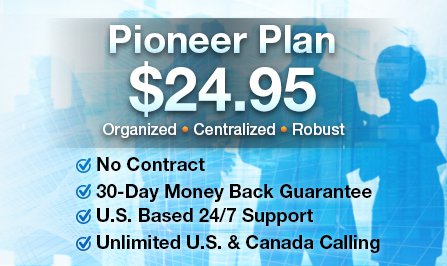 Pioneer Plan
$24.95
Organized • Centralized • Robust
No Contract
30-Day Money Back Guarantee
U.S. Based 24/7 Support
Unlimited U.S. & Canada Calling